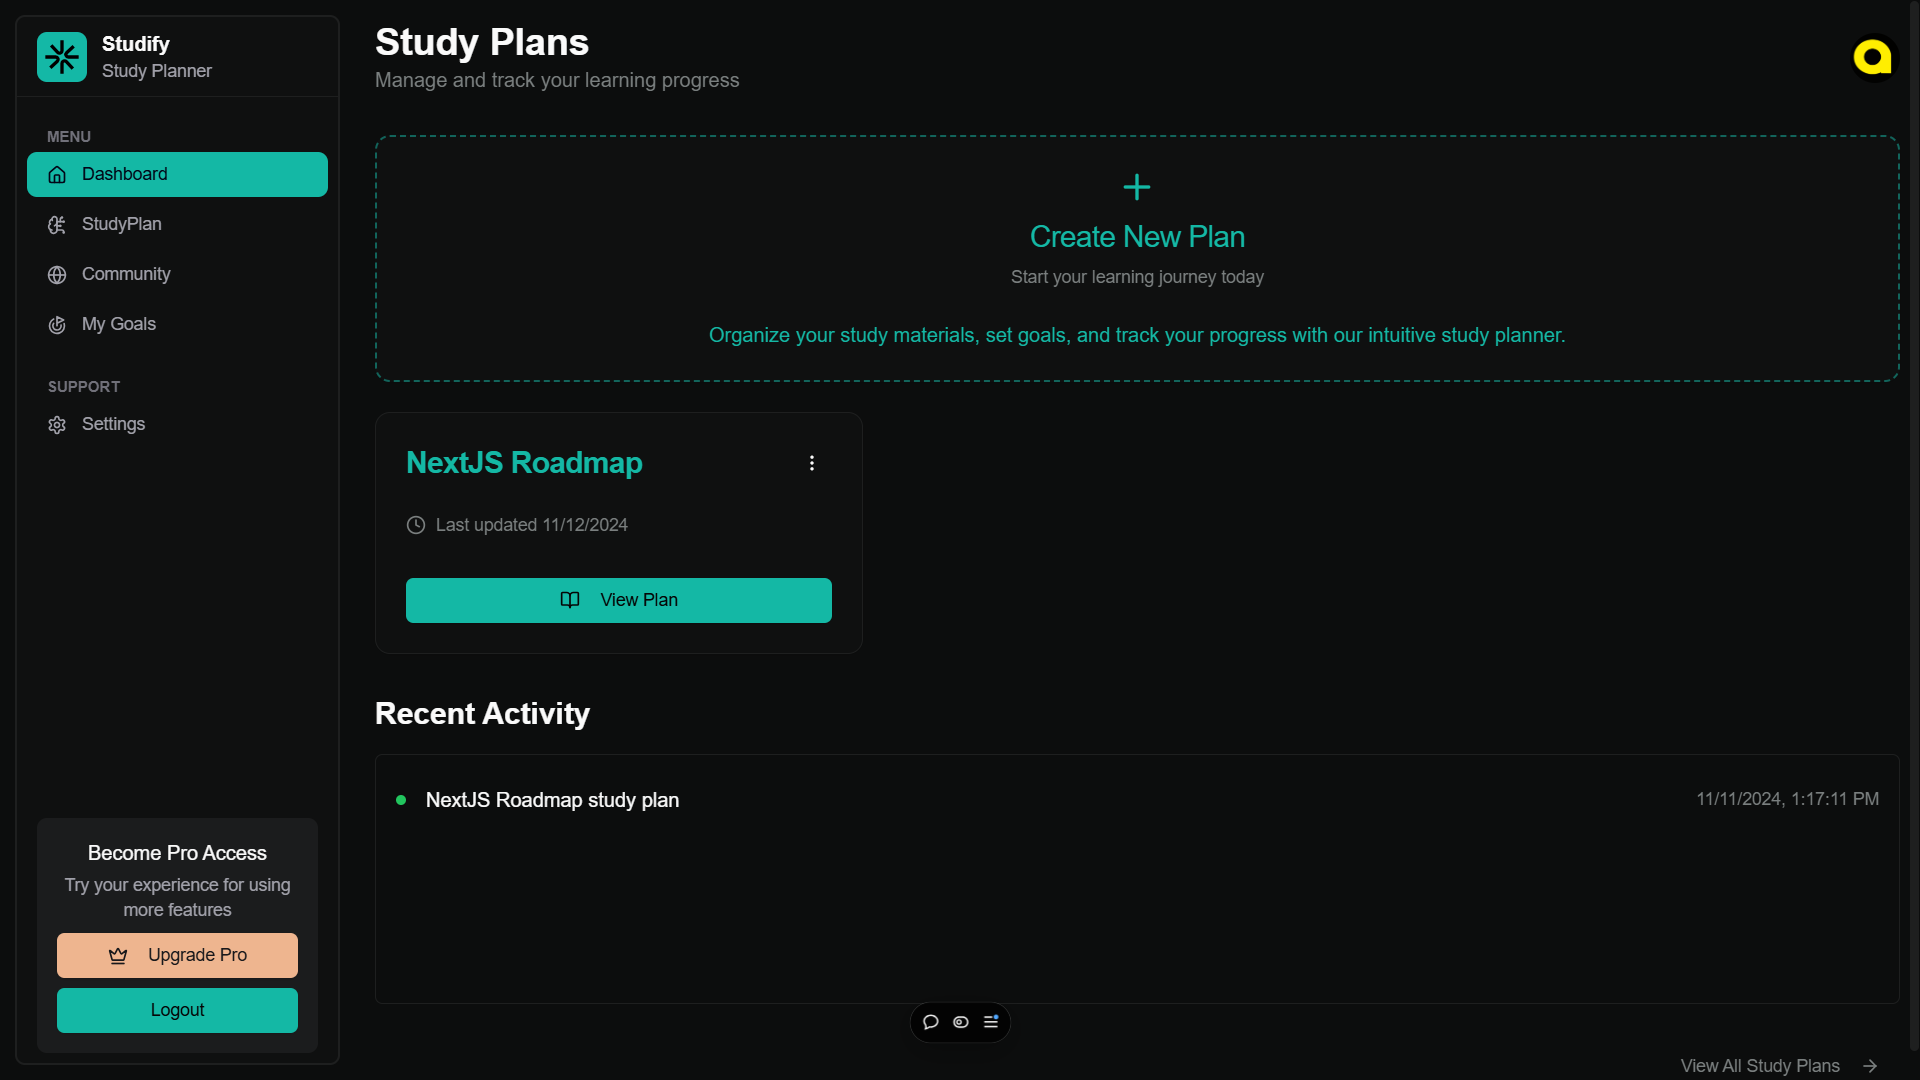 Studify
Study Planner
MENU
Dashboard
StudyPlan
Community
My Goals
SUPPORT
Settings
Become Pro Access
Try your experience for using
more features
Upgrade Pro
Logout
Study Plans
Manage and track your learning progress
Create New Plan
Start your learning journey today
Organize your study materials, set goals, and track your progress with our intuitive study planner.
NextJS Roadmap
Last updated 11/12/2024
View Plan
Recent Activity
NextJS Roadmap study plan
11/11/2024, 1:17:11 PM
View All Study Plans